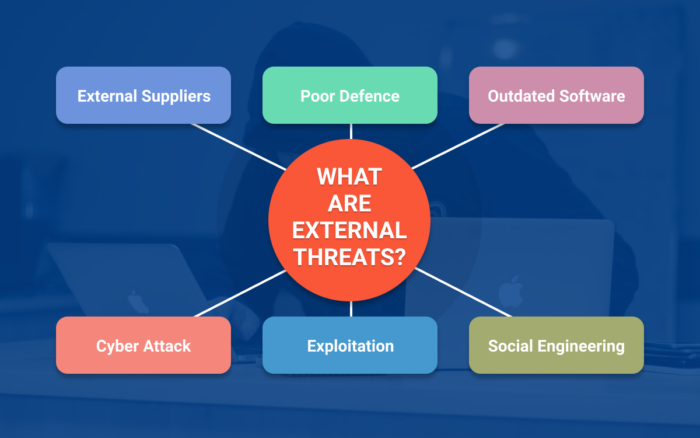 External Suppliers
Poor Defence
Outdated Software
WHAT
ARE
EXTERNAL
THREATS?
Cyber Attack
Exploitation
Social Engineering